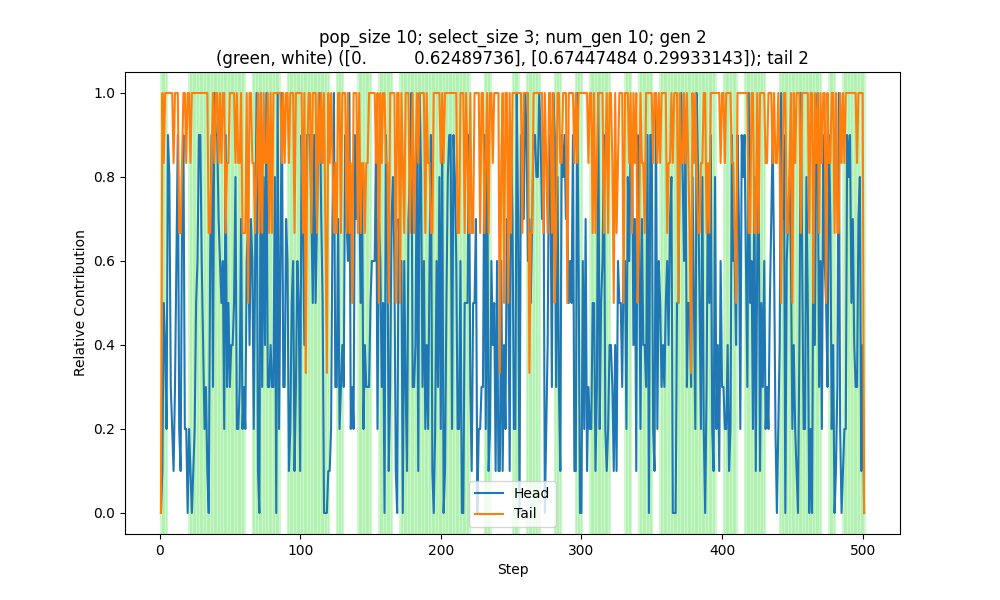 pop_size 10; select_size 3; num_gen 10; gen 2
(green, white) ([0.         0.62489736], [0.67447484 0.29933143]); tail 2
1.0
0.8
0.6
0.4
0.2
0.0
Relative Contribution
Head
Tail
0
100
200
300
400
500
Step